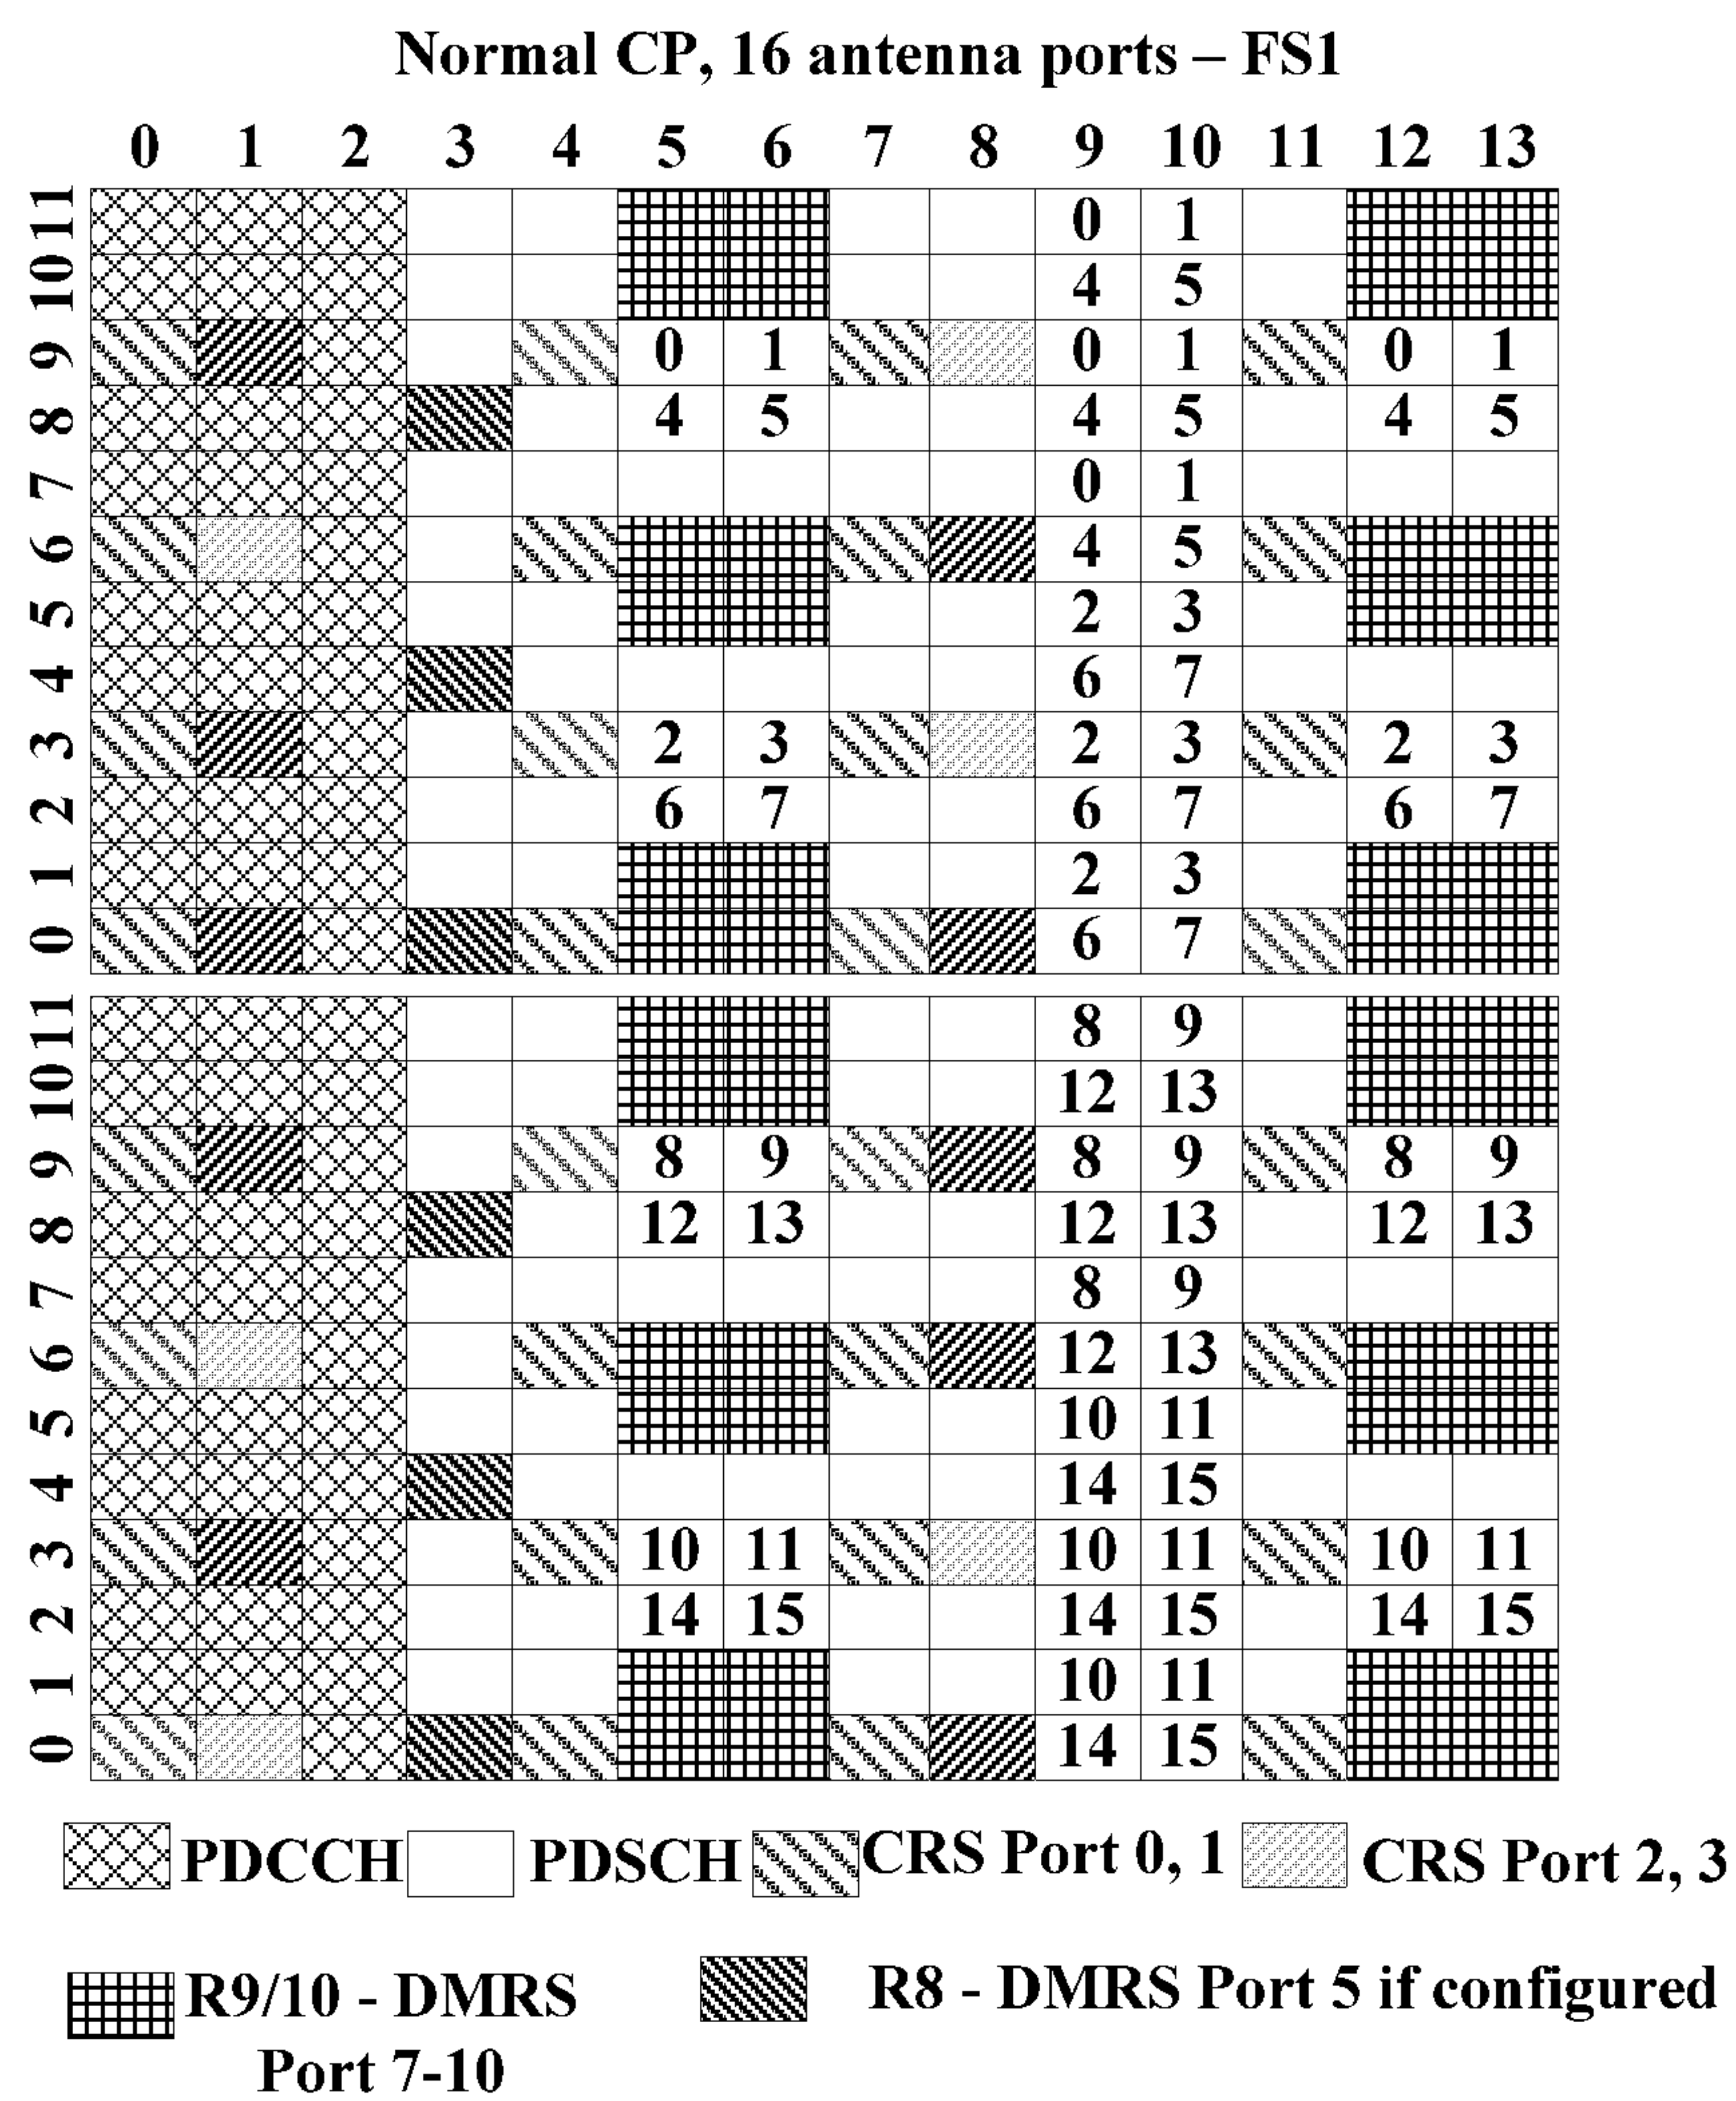 Normal CP, 16 antenna ports – FS1
0 1 2 3 4 5 6 7 8 9 10 11 12 13
11 0 1
10 4 5
9 0 1 0 1 0 1
8 4 5 4 5 4 5
7 0 1
6 4 5
5 2 3
4 6 7
3 2 3 2 3 2 3
2 6 7 6 7 6 7
1 2 3
0 6 7
11 8 9
10 12 13
9 8 9 8 9 8 9
8 12 13 12 13 12 13
7 8 9
6 12 13
5 10 11
4 14 15
3 10 11 10 11 10 11
2 14 15 14 15 14 15
1 10 11
0 14 15
PDCCH PDSCH CRS Port 0, 1 CRS Port 2, 3
R9/10 - DMRS R8 - DMRS Port 5 if configured
Port 7-10